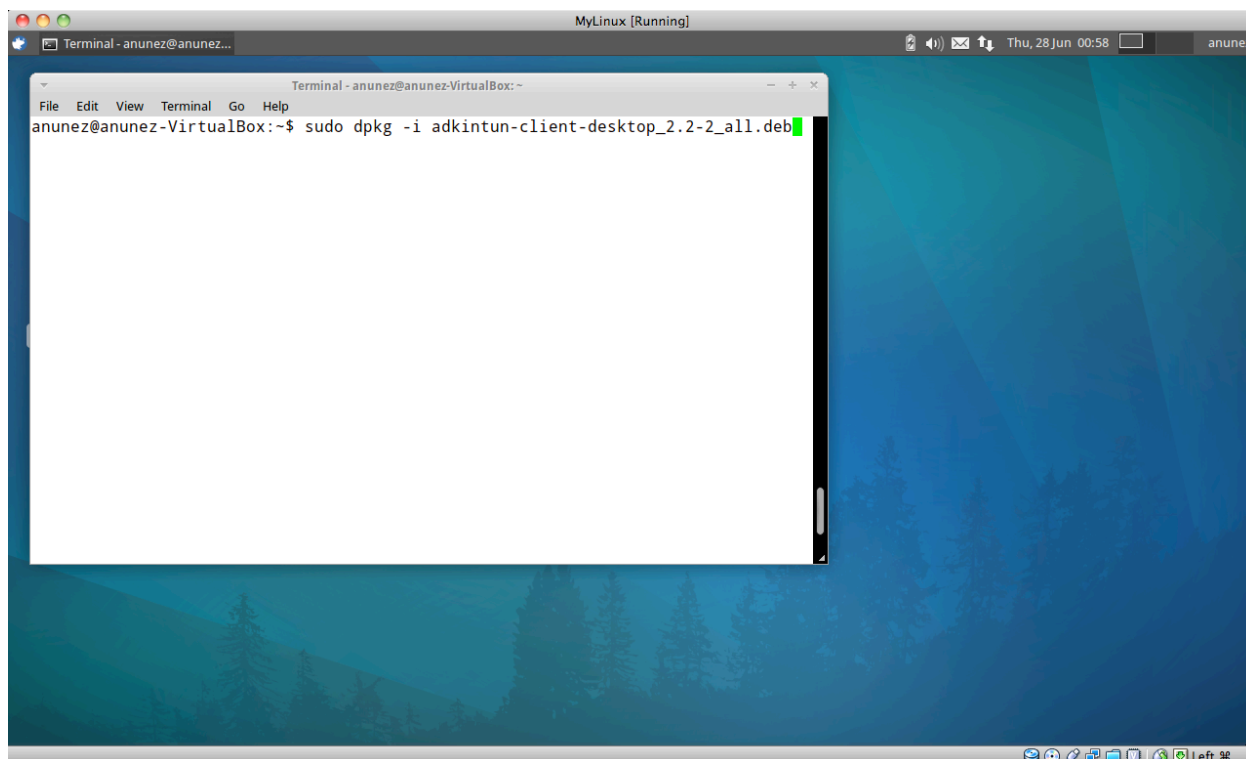 MyLinux [Running]
Terminal - anunez@anunez...
Thu, 28 Jun 00:58
anune
Terminal - anunez@anunez-VirtualBox: ~
File Edit View Terminal Go Help
anunez@anunez-VirtualBox:~$ sudo dpkg -i adkintun-client-desktop_2.2-2_all.deb
Left ⌘